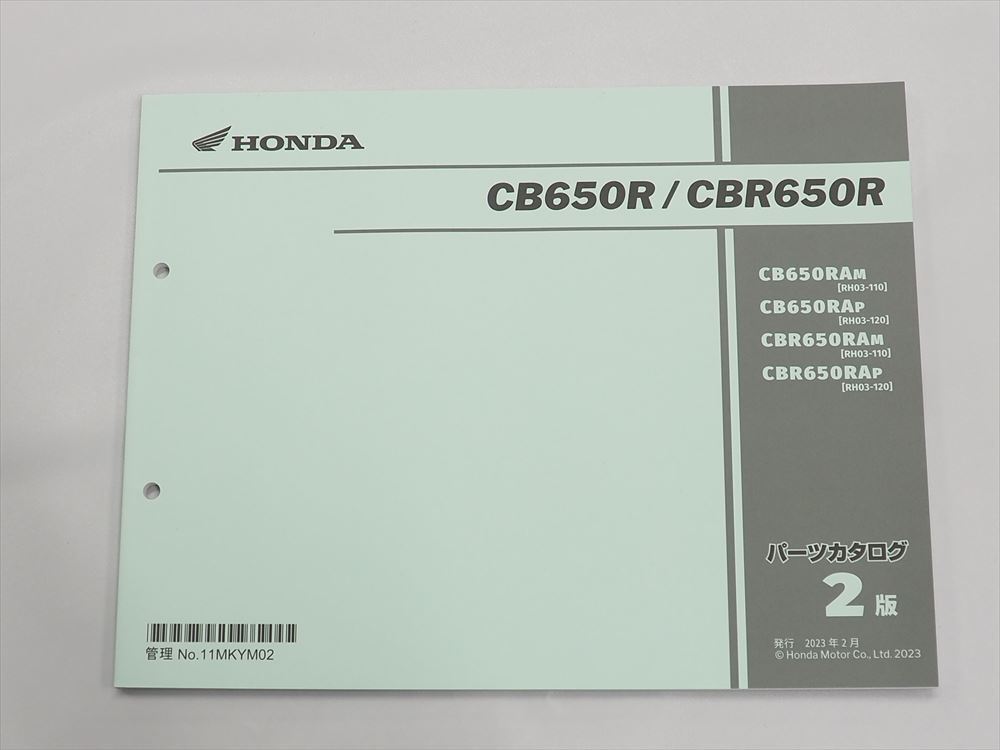 HONDA
CB650R / CBR650R
CB650RAM
[RH03-110]
CB650RAP
[RH03-120]
CBR650RAM
[RH03-110]
CBR650RAP
[RH03-120]
パーツカタログ
2版
発行 2023年2月
© Honda Motor Co., Ltd. 2023
管理 No.11MKYM02